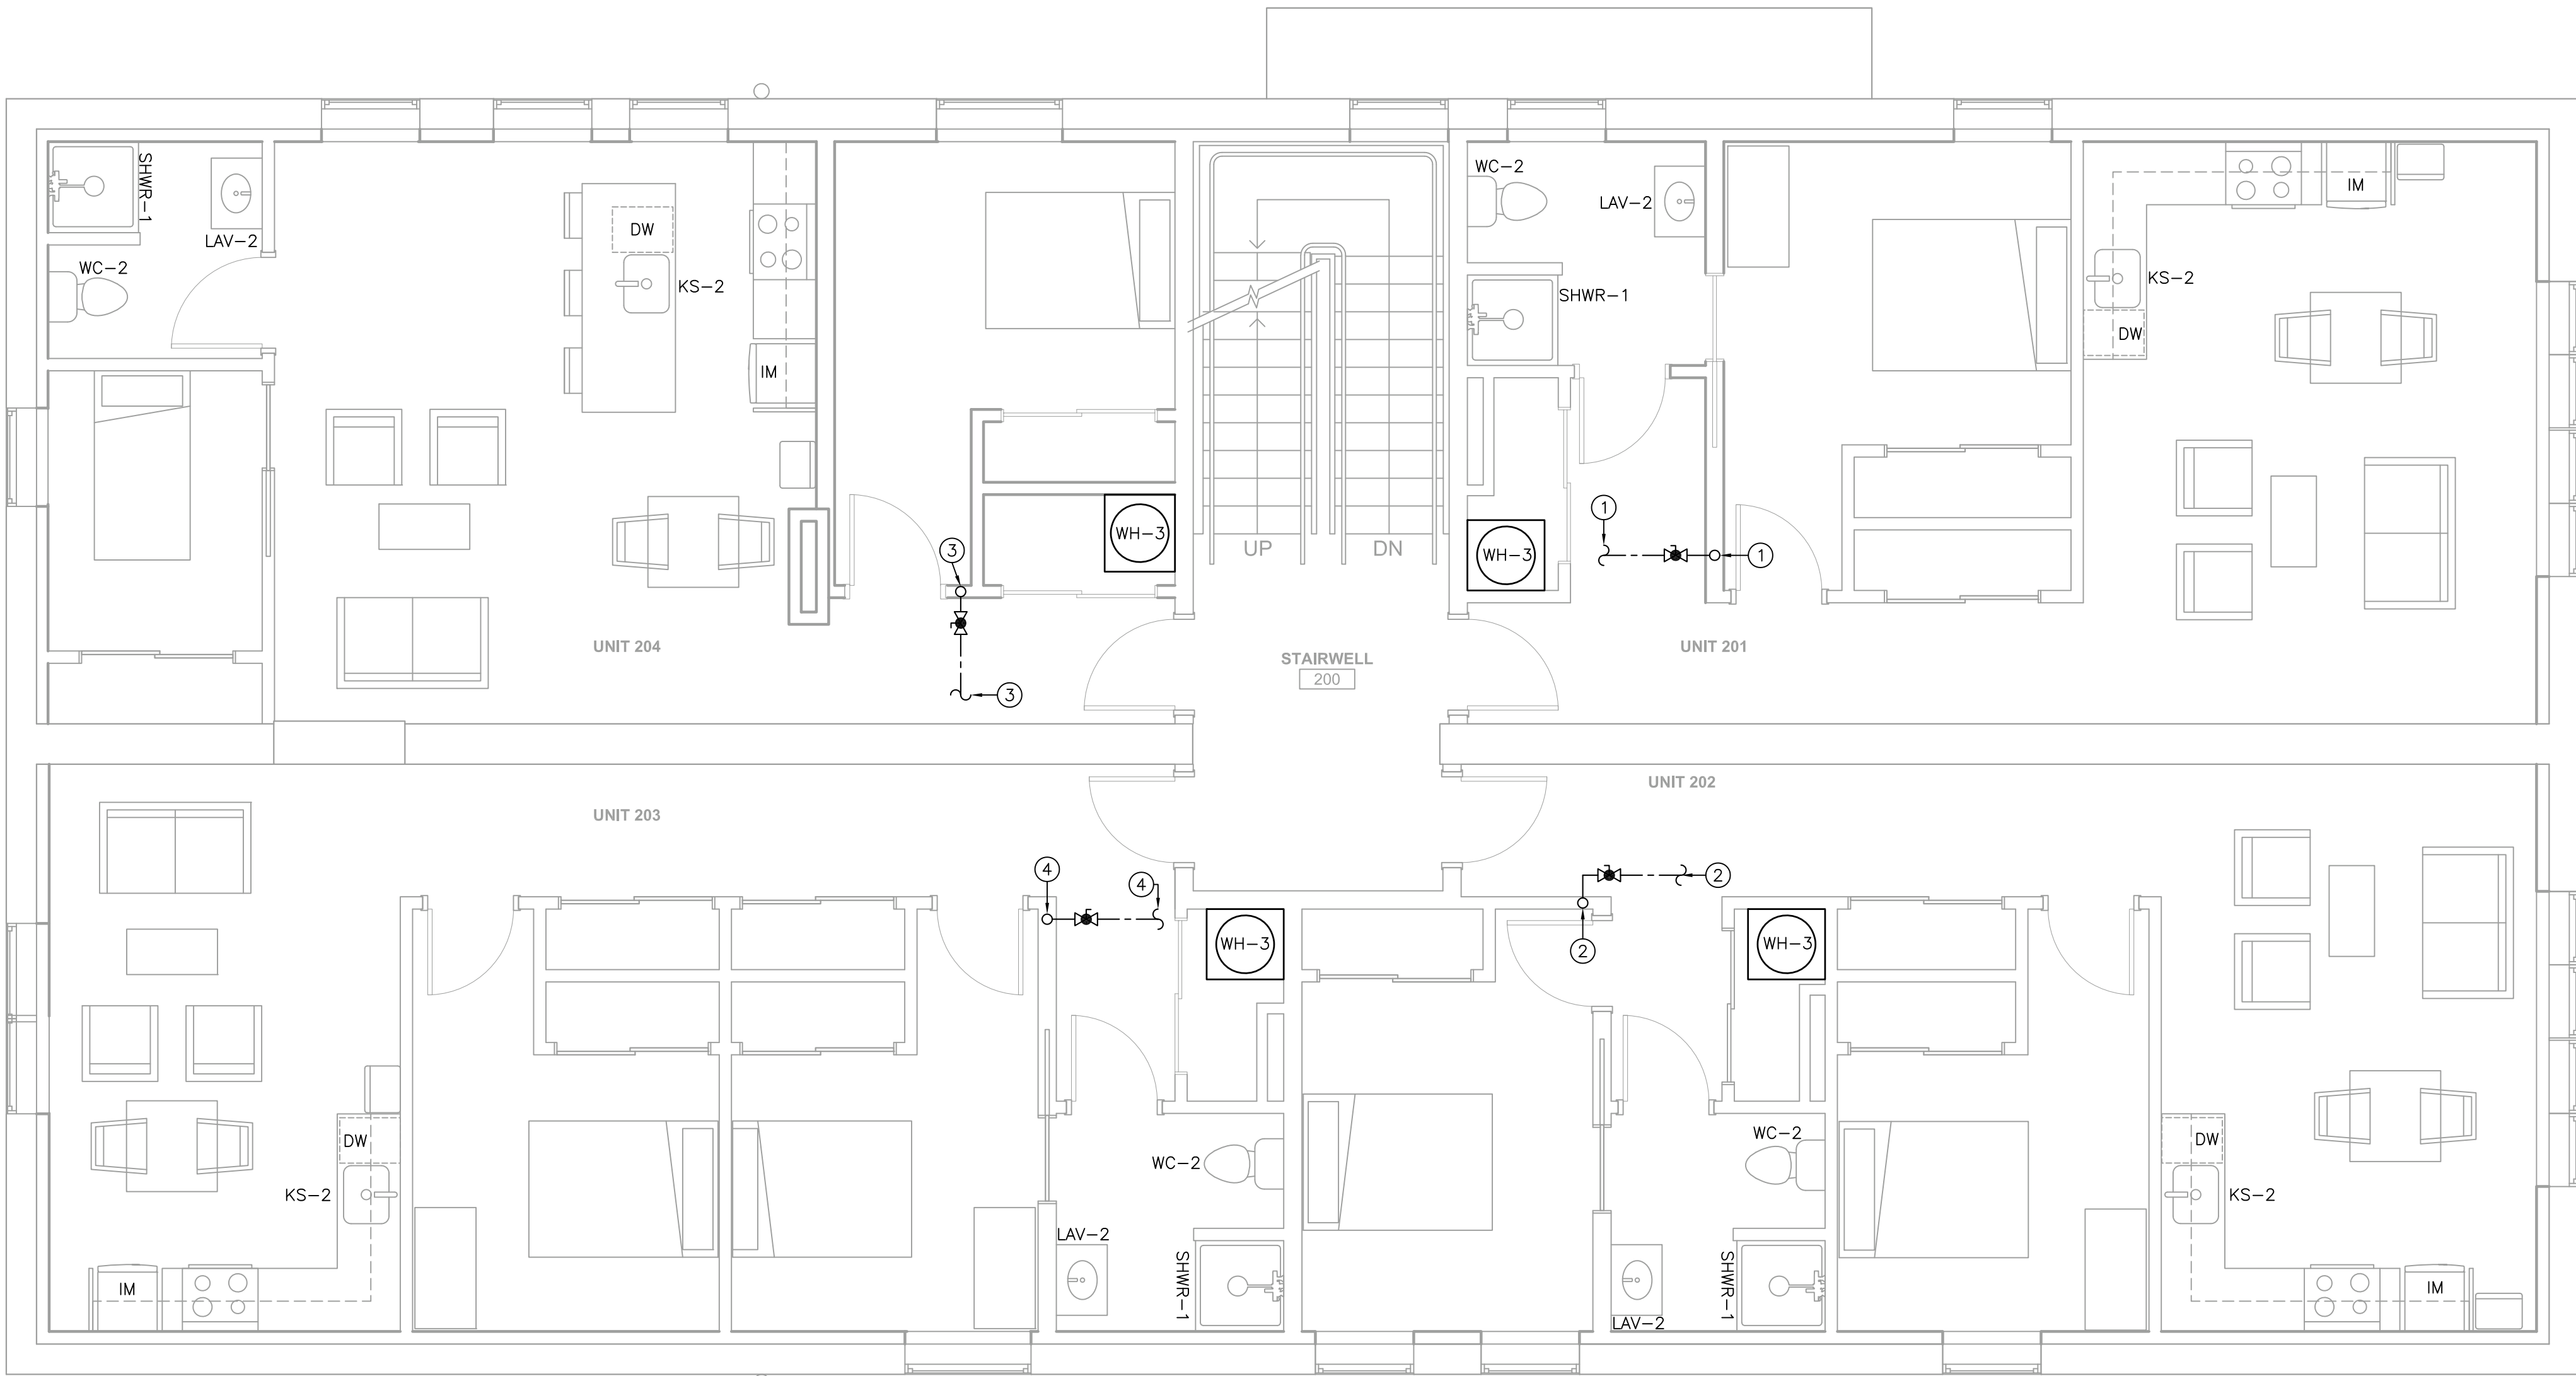 SHWR-1
LAV-2
WC-2
DW
KS-2
IM
WH-3
3
3
UNIT 204
UP
DN
STAIRWELL
200
WC-2
LAV-2
SHWR-1
WH-3
1
1
IM
KS-2
DW
UNIT 201
UNIT 203
4
4
WH-3
DW
KS-2
IM
WC-2
LAV-2
SHWR-1
UNIT 202
2
2
WH-3
WC-2
LAV-2
SHWR-1
DW
KS-2
IM